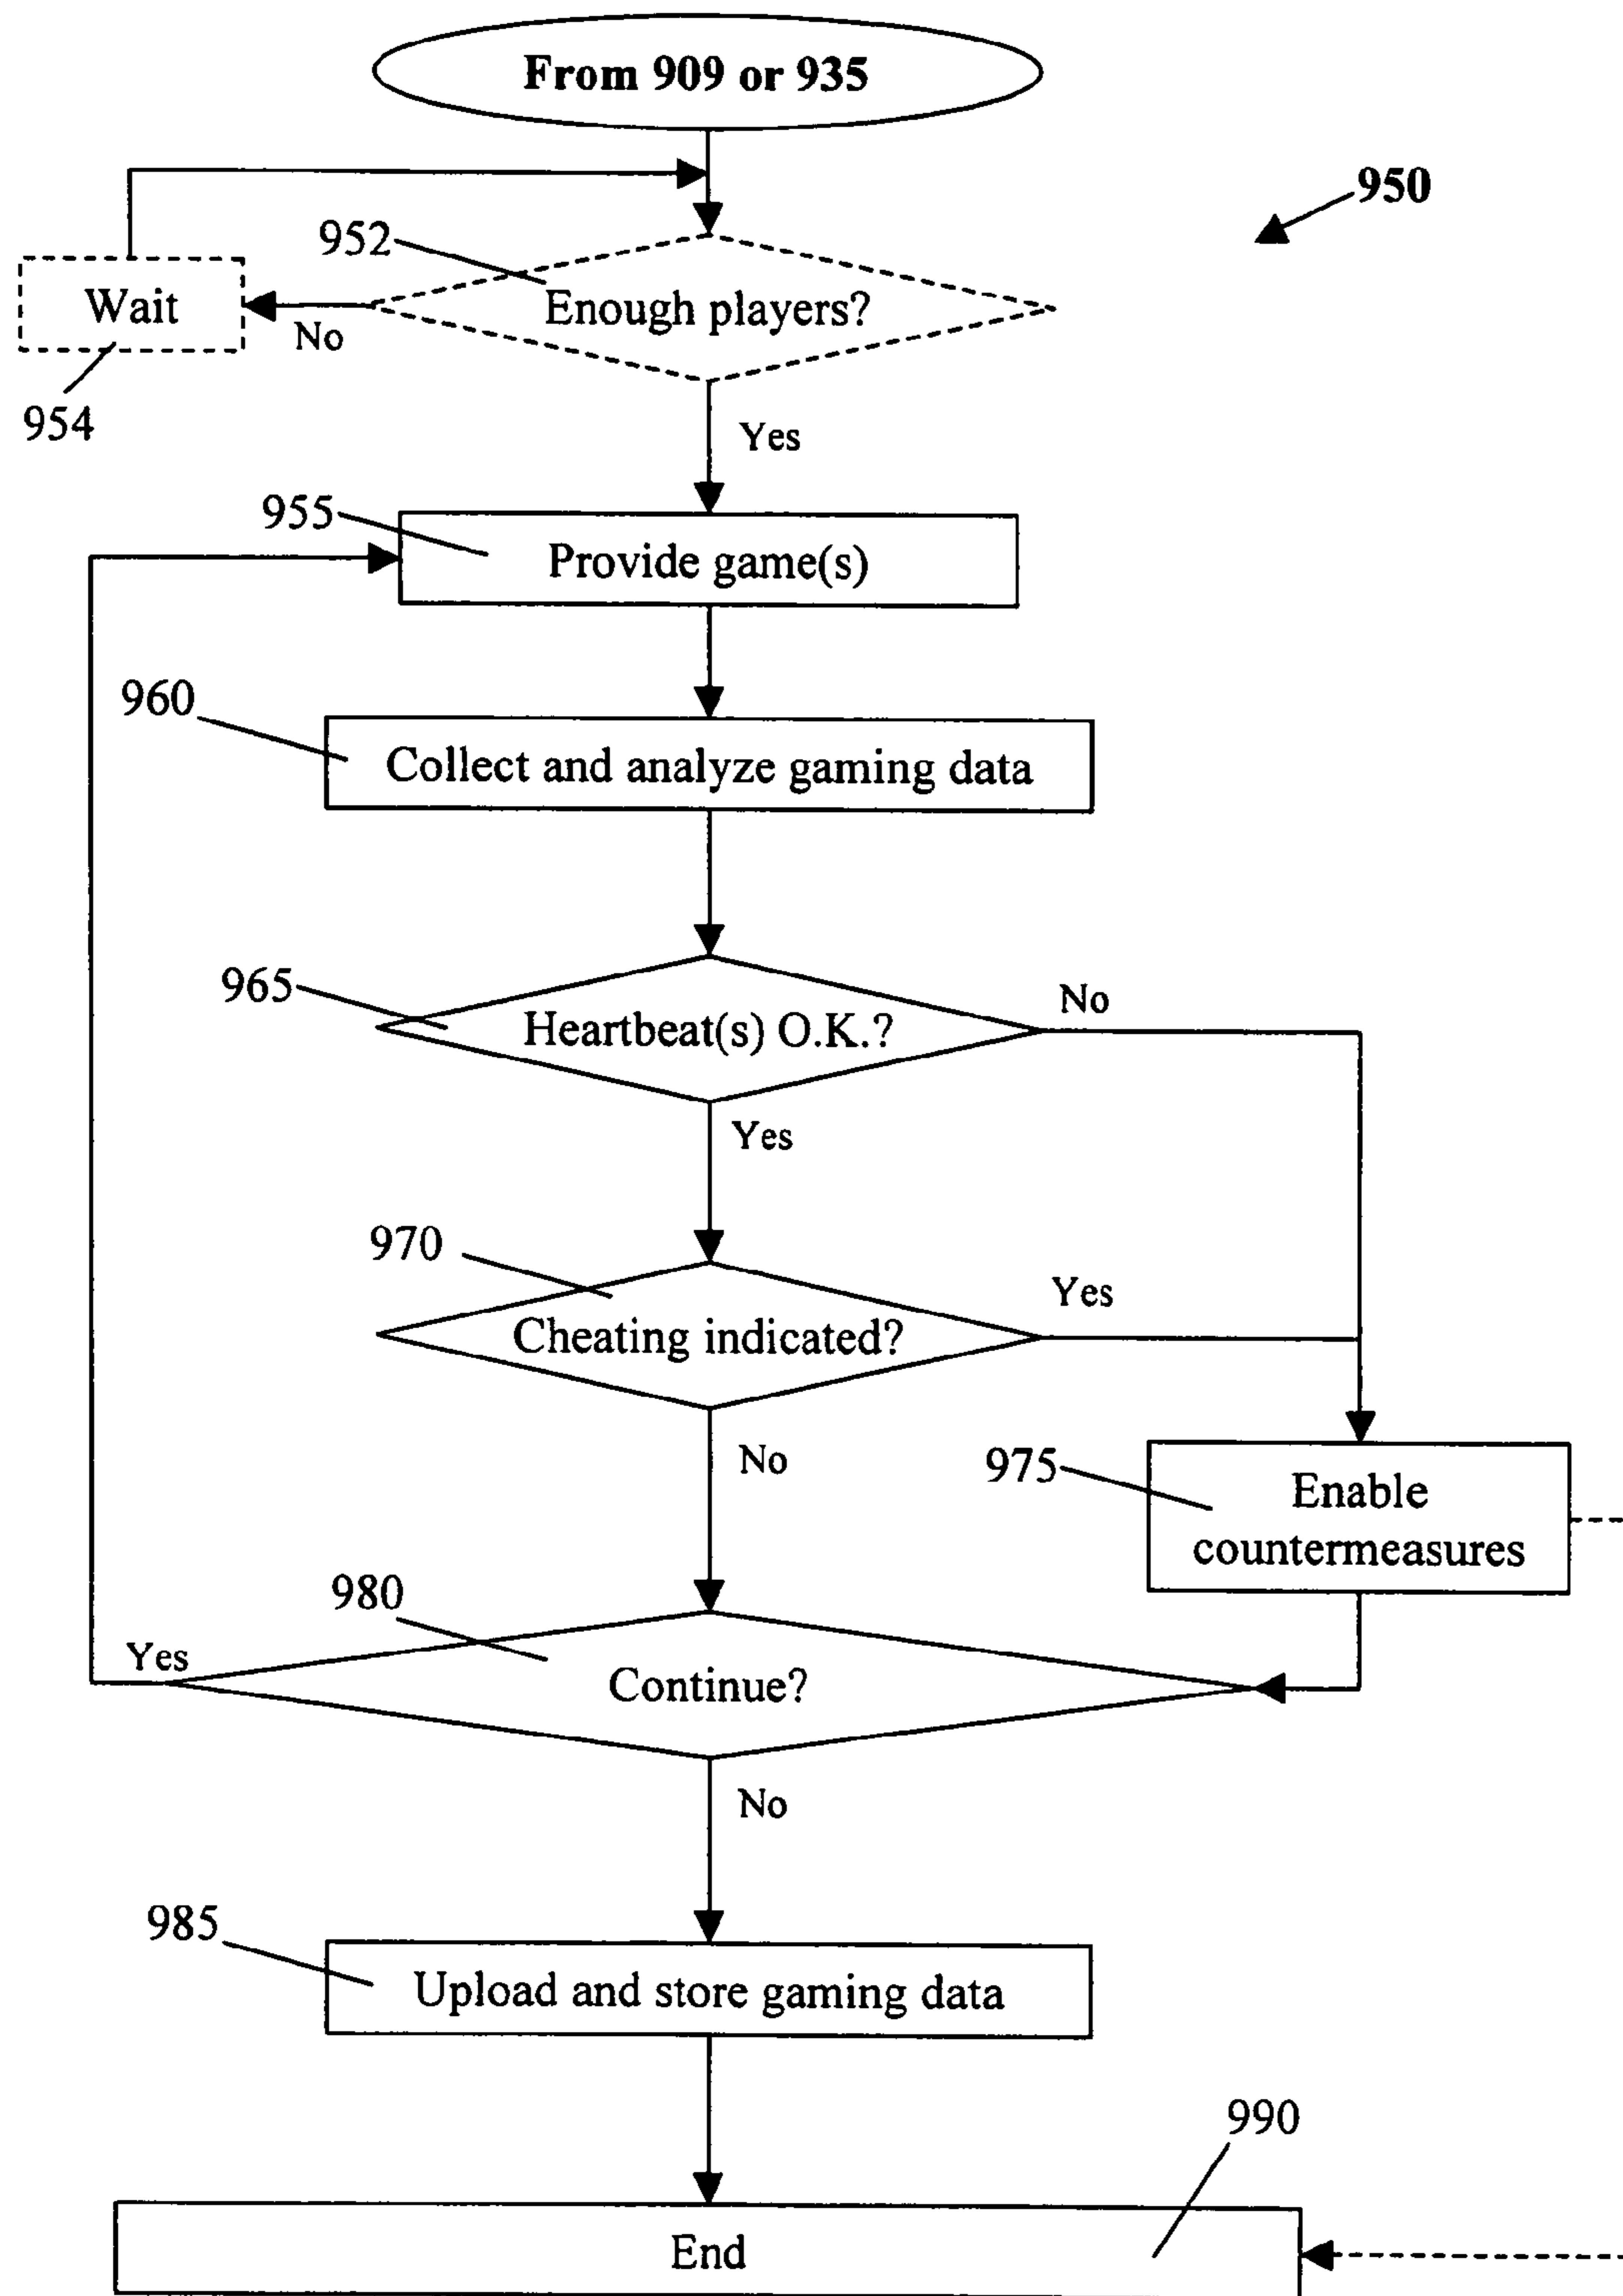 From 909 or 935
950
952
Enough players?
Wait
No
954
Yes
955
Provide game(s)
960
Collect and analyze gaming data
965
Heartbeat(s) O.K.?
No
Yes
970
Cheating indicated?
Yes
No
975
Enable
countermeasures
980
Continue?
Yes
No
985
Upload and store gaming data
990
End